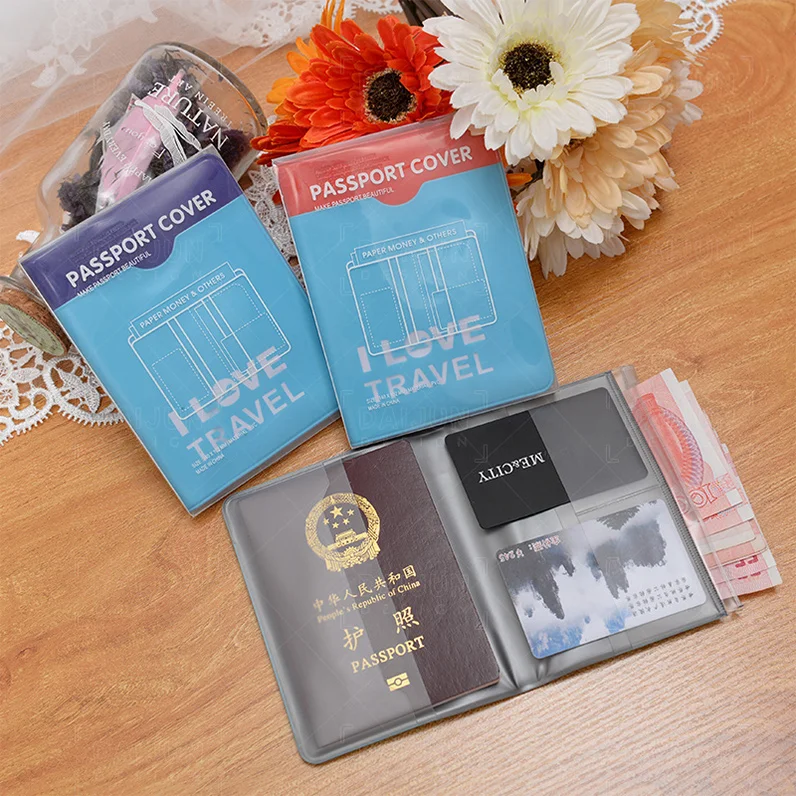 NATURE
PASSPORT COVER
MAKE PASSPORT BEAUTIFUL
PAPER MONEY & OTHERS
I LOVE
TRAVEL
MADE IN CHINA
PASSPORT COVER
MAKE PASSPORT BEAUTIFUL
PAPER MONEY & OTHERS
I LOVE
TRAVEL
MADE IN CHINA
ME&CITY
中华人民共和国
People's Republic of China
护照
PASSPORT